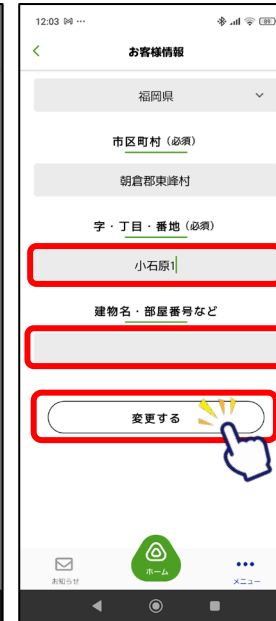 12:03 ⋯ 89
お客様情報
福岡県
市区町村（必須）
朝倉郡東峰村
字・丁目・番地（必須）
小石原1
建物名・部屋番号など
変更する
お知らせ
ホーム
メニュー